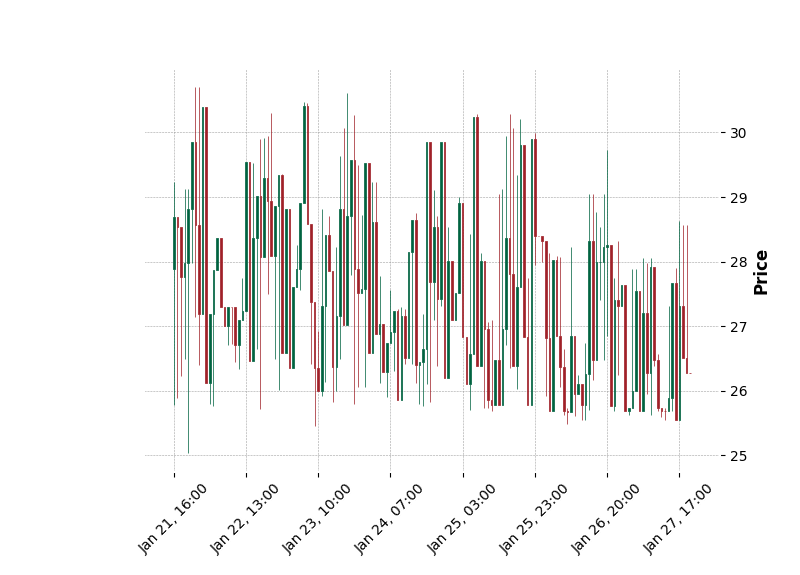 30
29
28
27
26
25
Price
Jan 21, 16:00
Jan 22, 13:00
Jan 23, 10:00
Jan 24, 07:00
Jan 25, 03:00
Jan 25, 23:00
Jan 26, 20:00
Jan 27, 17:00